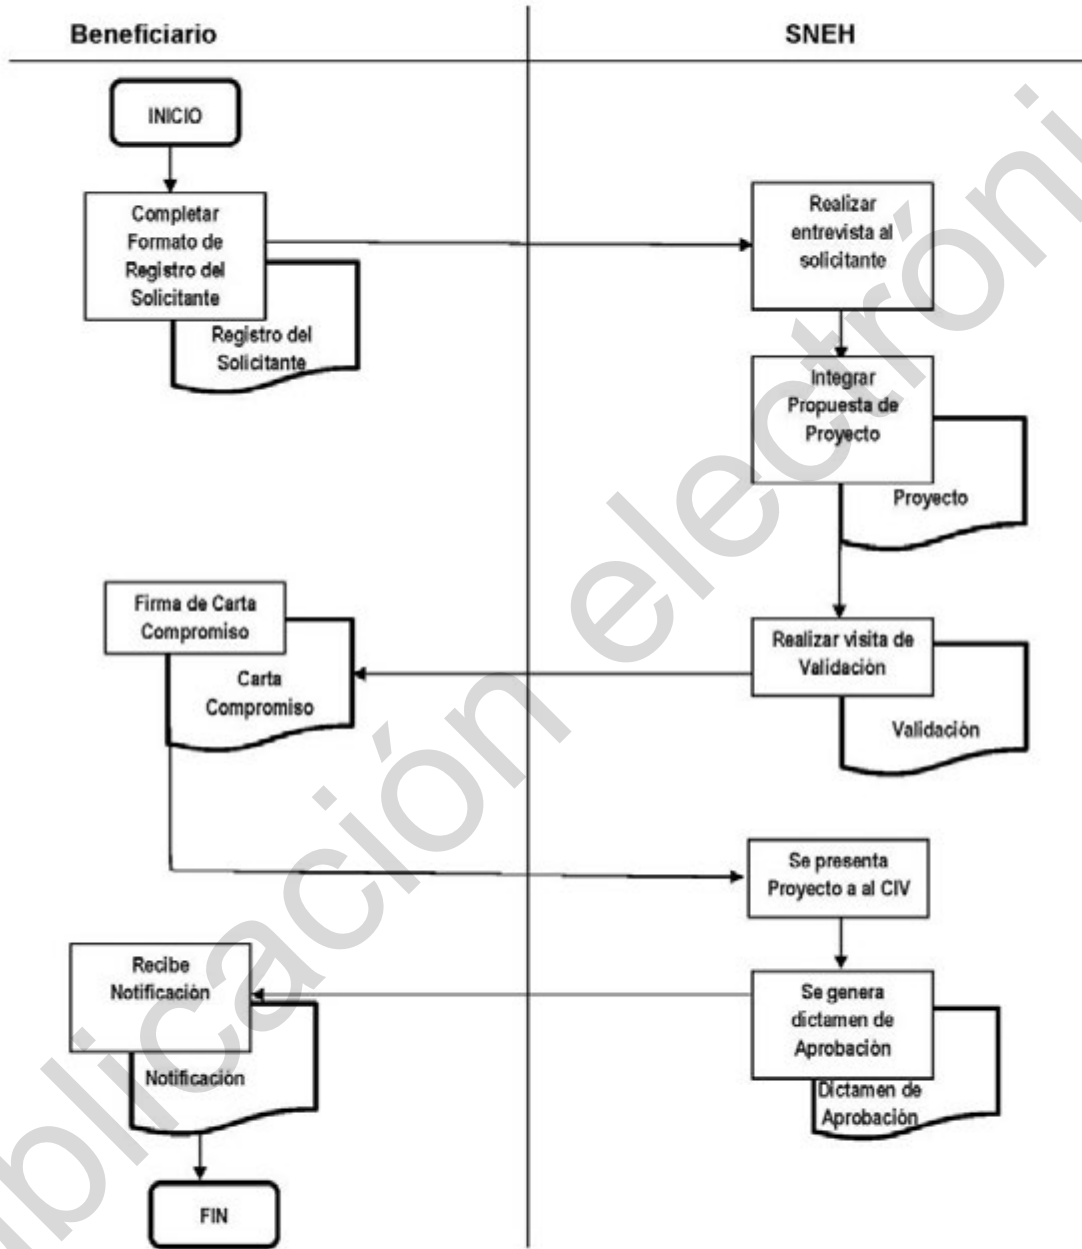 Beneficiario
SNEH
INICIO
Completar
Formato de
Registro del
Solicitante
Registro del
Solicitante
Realizar
entrevista al
solicitante
Integrar
Propuesta de
Proyecto
Proyecto
Firma de Carta
Compromiso
Carta
Compromiso
Realizar visita de
Validación
Validación
Se presenta
Proyecto a al CIV
Recibe
Notificación
Notificación
Se genera
dictamen de
Aprobación
Dictamen de
Aprobación
FIN
ublicación electróni